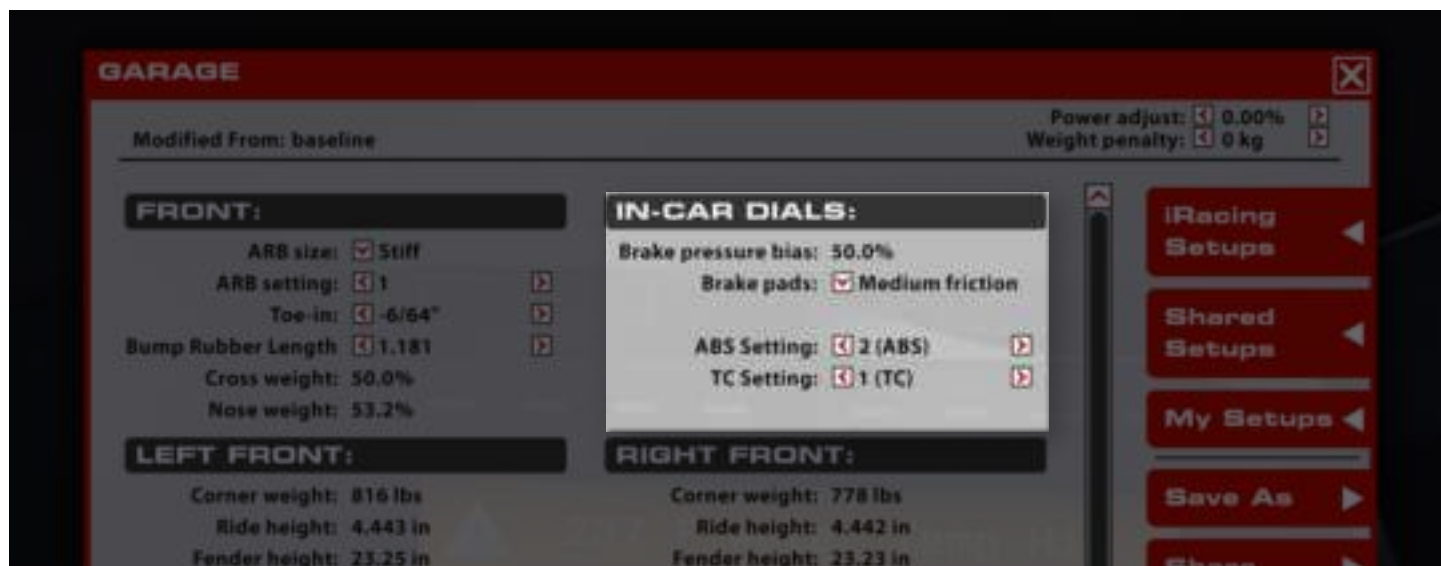 GARAGE
Modified From: baseline
Power adjust: 0.00%
Weight penalty: 0 kg
FRONT:
ARB size: Stiff
ARB setting: 1
Toe-in: -6/64"
Bump Rubber Length 1.181
Cross weight: 50.0%
Nose weight: 53.2%
IN-CAR DIALS:
Brake pressure bias: 50.0%
Brake pads: Medium friction
ABS Setting: 2 (ABS)
TC Setting: 1 (TC)
LEFT FRONT:
Corner weight: 816 lbs
Ride height: 4.443 in
Fender height: 23.25 in
RIGHT FRONT:
Corner weight: 778 lbs
Ride height: 4.442 in
Fender height: 23.23 in
iRacing
Setups
Shared
Setups
My Setups
Save As
Share